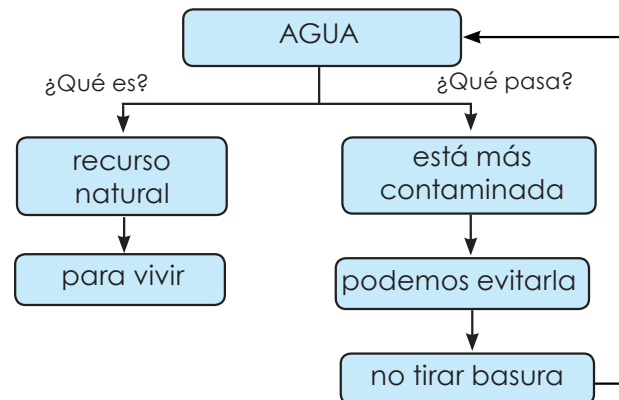 AGUA
¿Qué es?
¿Qué pasa?
recurso
natural
está más
contaminada
para vivir
podemos evitarla
no tirar basura